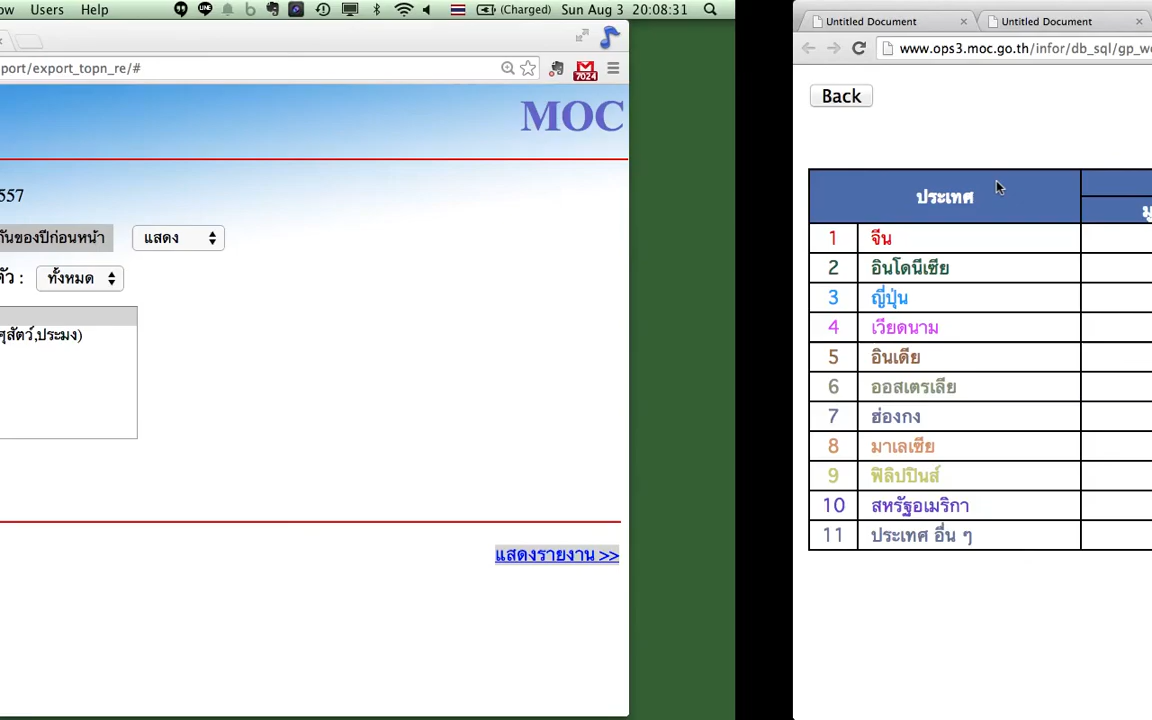 Users Help (Charged) Sun Aug 3 20:08:31
port/export_topn_re/#
7024
MOC
557
กันของปีก่อนหน้า แสดง
ตัว : ทั้งหมด
ศุสัตว์,ประมง)
แสดงรายงาน >>
Untitled Document Untitled Document
www.ops3.moc.go.th/infor/db_sql/gp_w
Back
ประเทศ
1 จีน
2 อินโดนีเซีย
3 ญี่ปุ่น
4 เวียดนาม
5 อินเดีย
6 ออสเตรเลีย
7 ฮ่องกง
8 มาเลเซีย
9 ฟิลิปปินส์
10 สหรัฐอเมริกา
11 ประเทศ อื่น ๆ